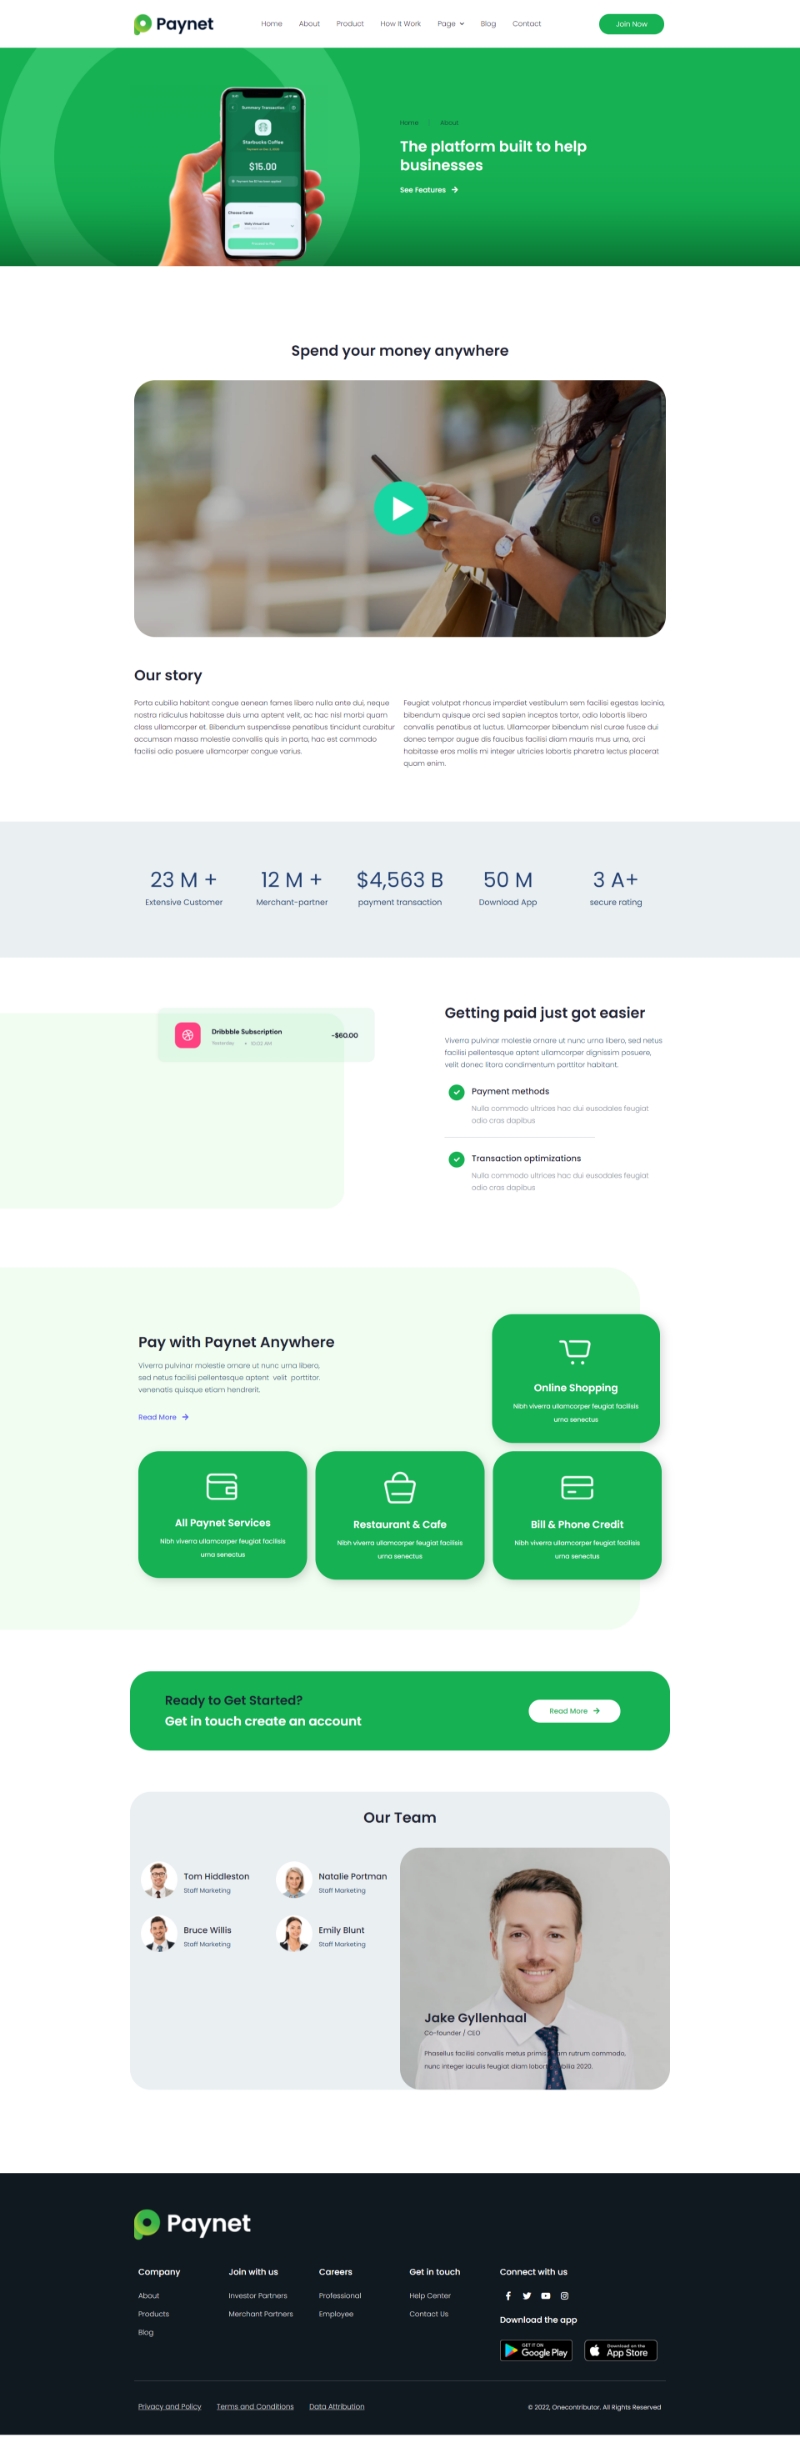 Paynet
Home About Product How It Work Page Blog Contact
Join Now
Summary Transaction
Starbucks Coffee
$15.00
Choose Cards
Home About
The platform built to help
businesses
See Features
Spend your money anywhere
Our story
Porta cubilia habitant congue aenean fames libero nulla ante dui, neque
nostra ridiculus habitasse duis urna aptent velit, ac hac nisl morbi quam
class ullamcorper et. Bibendum suspendisse penatibus tincidunt curabitur
accumsan massa molestie convallis quis in porta, hac est commodo
facilisi odio posuere ullamcorper congue varius.
Feugiat volutpat rhoncus imperdiet vestibulum sem facilisi egestas lacinia,
bibendum quisque orci sed sapien inceptos tortor, odio lobortis libero
convallis penatibus at luctus. Ullamcorper bibendum nisl curae fusce dui
donec tempor augue dis faucibus facilisi diam mauris mus urna, orci
habitasse eros mollis mi integer ultricies lobortis pharetra lectus placerat
quam enim.
23 M +
Extensive Customer
12 M +
Merchant-partner
$4,563 B
payment transaction
50 M
Download App
3 A+
secure rating
Dribbble Subscription
Yesterday
-$60.00
Getting paid just got easier
Viverra pulvinar molestie ornare ut nunc urna libero, sed netus
facilisi pellentesque aptent ullamcorper dignissim posuere,
velit donec litora condimentum porttitor habitant.
Payment methods
Nulla commodo ultrices hac dui eusodales feugiat
odio cras dapibus
Transaction optimizations
Nulla commodo ultrices hac dui eusodales feugiat
odio cras dapibus
Pay with Paynet Anywhere
Viverra pulvinar molestie ornare ut nunc urna libero,
sed netus facilisi pellentesque aptent velit porttitor.
venenatis quisque etiam hendrerit.
Read More
Online Shopping
Nibh viverra ullamcorper feugiat facilisis
urna senectus
All Paynet Services
Nibh viverra ullamcorper feugiat facilisis
urna senectus
Restaurant & Cafe
Nibh viverra ullamcorper feugiat facilisis
urna senectus
Bill & Phone Credit
Nibh viverra ullamcorper feugiat facilisis
urna senectus
Ready to Get Started?
Get in touch create an account
Read More
Our Team
Tom Hiddleston
Staff Marketing
Natalie Portman
Staff Marketing
Bruce Willis
Staff Marketing
Emily Blunt
Staff Marketing
Jake Gyllenhaal
Co-founder / CEO
Phasellus facilisi convallis metus rutrum commodo,
nunc integer iaculis feugiat diam 2020.
Paynet
Company
About
Products
Blog
Join with us
Investor Partners
Merchant Partners
Careers
Professional
Employee
Get in touch
Help Center
Contact Us
Connect with us
Download the app
GET IT ON
Google Play
Download on the
App Store
Privacy and Policy Terms and Conditions Data Attribution
© 2022, Onecontributor. All Rights Reserved